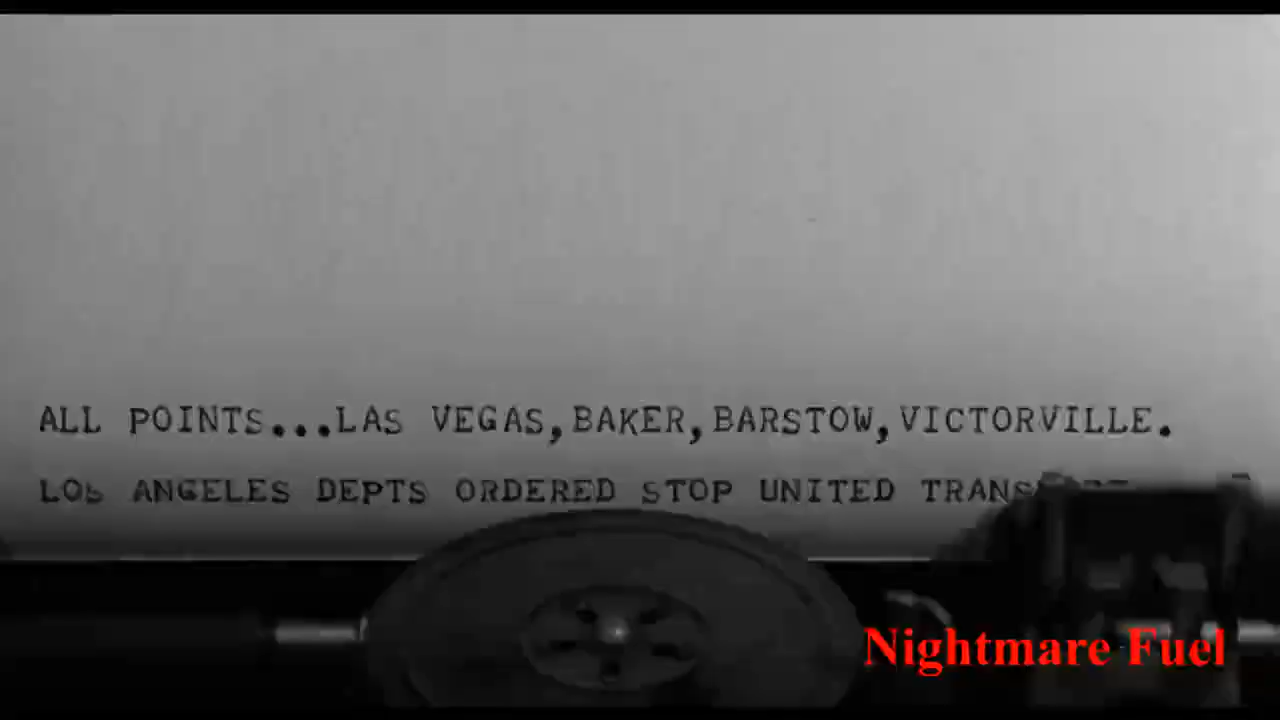 ALL POINTS...LAS VEGAS,BAKER,BARSTOW,VICTORVILLE.
LOS ANGELES DEPTS ORDERED STOP UNITED
Nightmare Fuel